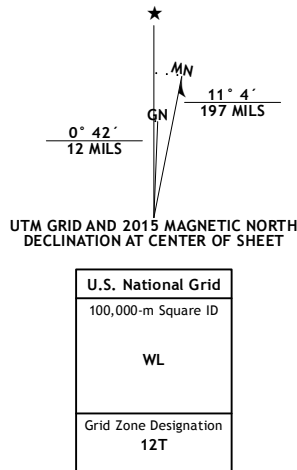 ★
MN
GN
11° 4´
197 MILS
0° 42´
12 MILS
UTM GRID AND 2015 MAGNETIC NORTH
DECLINATION AT CENTER OF SHEET
U.S. National Grid
100,000-m Square ID
WL
Grid Zone Designation
12T